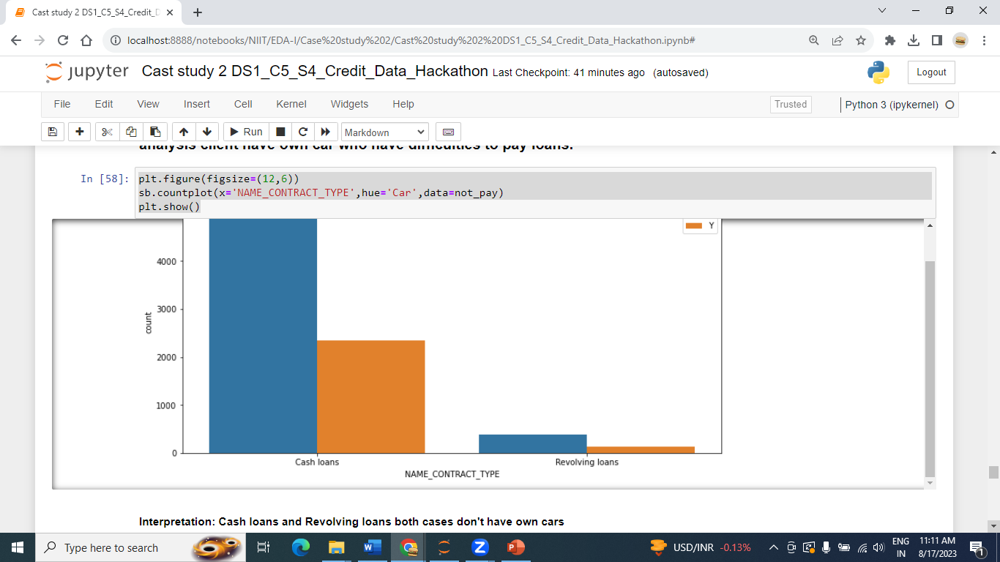 Cast study 2 DS1_C5_S4_Credit_D
localhost:8888/notebooks/NIIT/EDA-I/Case%20study%202/Cast%20study%202%20DS1_C5_S4_Credit_Data_Hackathon.ipynb#
jupyter Cast study 2 DS1_C5_S4_Credit_Data_Hackathon Last Checkpoint: 41 minutes ago (autosaved)
Logout
File Edit View Insert Cell Kernel Widgets Help
Trusted
Python 3 (ipykernel)
Run
Markdown
analysis client have own car who have difficulties to pay loans.
In [58]:
plt.figure(figsize=(12,6))
sb.countplot(x='NAME_CONTRACT_TYPE',hue='Car',data=not_pay)
plt.show()
Y
4000
3000
count
2000
1000
0
Cash loans
Revolving loans
NAME_CONTRACT_TYPE
Interpretation: Cash loans and Revolving loans both cases don't have own cars
Type here to search
USD/INR -0.13%
ENG
IN
11:11 AM
8/17/2023
1